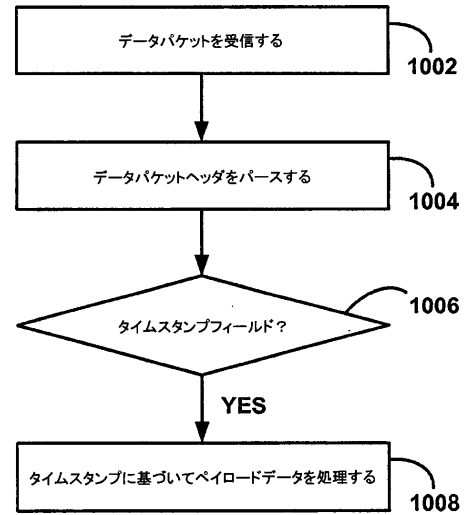 データパケットを受信する
1002
データパケットヘッダをパースする
1004
タイムスタンプフィールド？
1006
YES
タイムスタンプに基づいてペイロードデータを処理する
1008